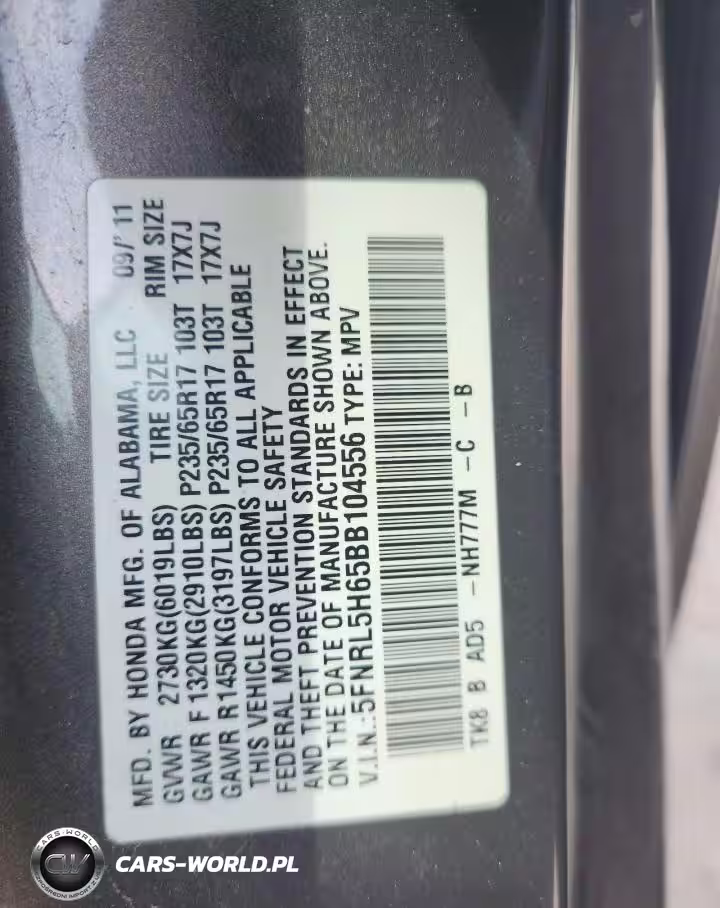 MFD. BY HONDA MFG. OF ALABAMA, LLC 09/'11
GVWR 2730KG(6019LBS) TIRE SIZE RIM SIZE
GAWR F 1320KG(2910LBS) P235/65R17 103T 17X7J
GAWR R1450KG(3197LBS) P235/65R17 103T 17X7J
THIS VEHICLE CONFORMS TO ALL APPLICABLE
FEDERAL MOTOR VEHICLE SAFETY
AND THEFT PREVENTION STANDARDS IN EFFECT
ON THE DATE OF MANUFACTURE SHOWN ABOVE.
V.I.N.:5FNRL5H65BB104556 TYPE: MPV
TK8 B AD5 -NH777M -C -B
CARS-WORLD
CARS-WORLD.PL